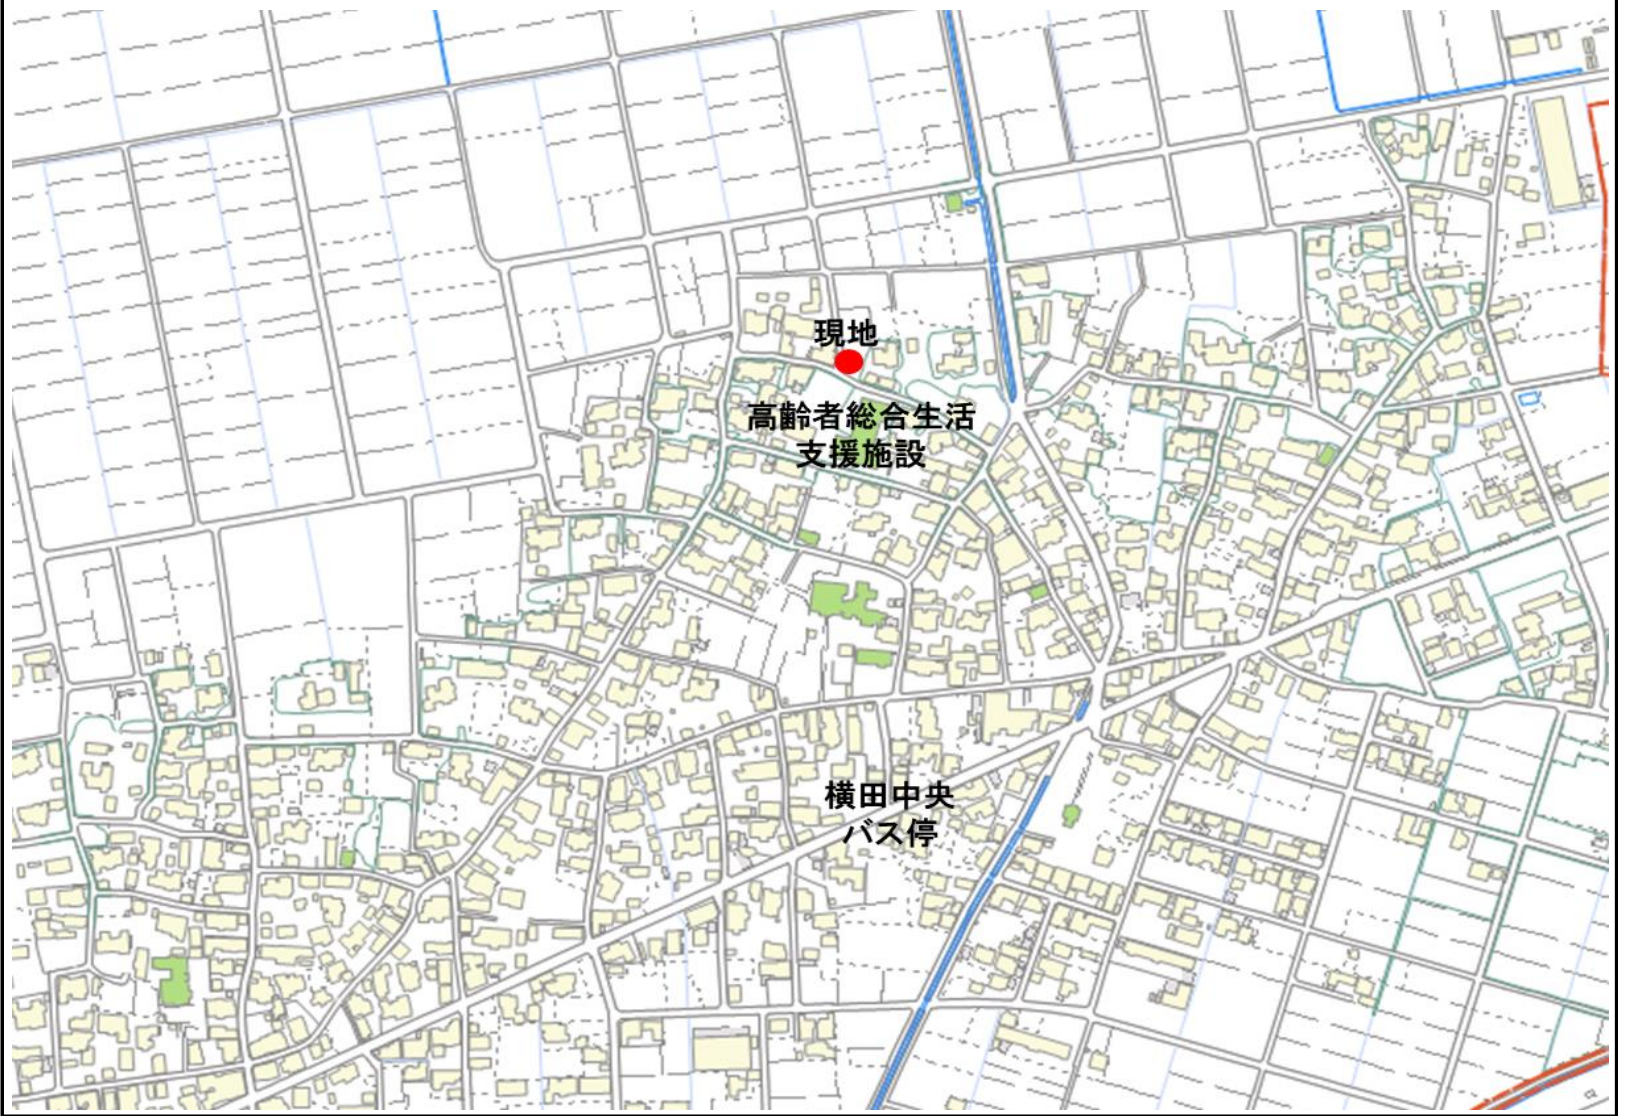 現地
高齢者総合生活
支援施設
横田中央
バス停